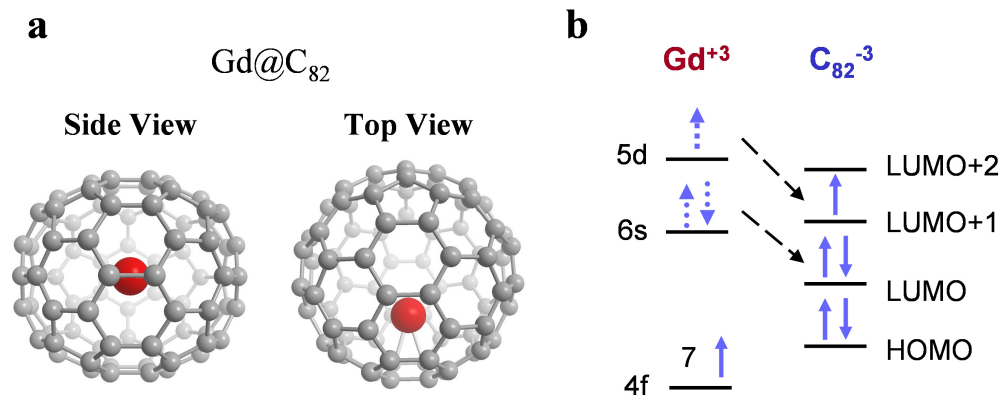 a
Gd@C₈₂
Side View
Top View
b
Gd⁺³
C₈₂⁻³
5d
6s
7
4f
LUMO+2
LUMO+1
LUMO
HOMO